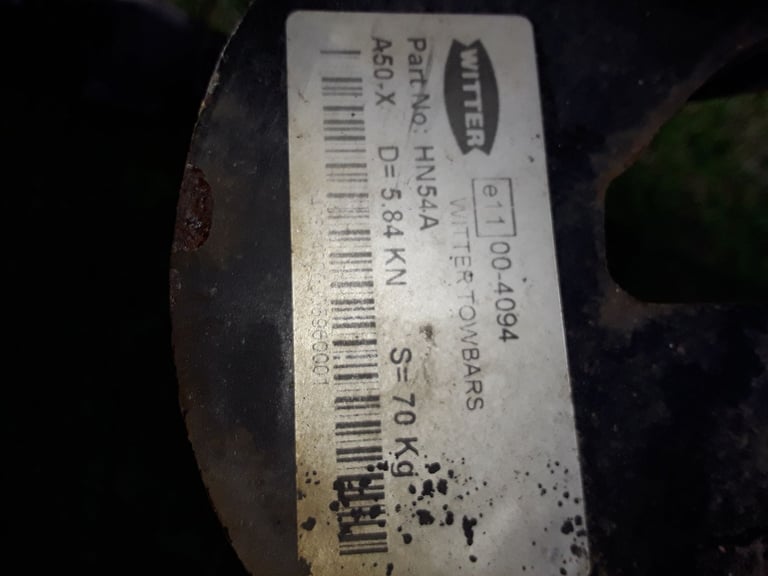 WITTER
e11 00-4094
WITTER TOWBARS
Part No: HN54A
A50-X D= 5.84 KN S= 70 Kg